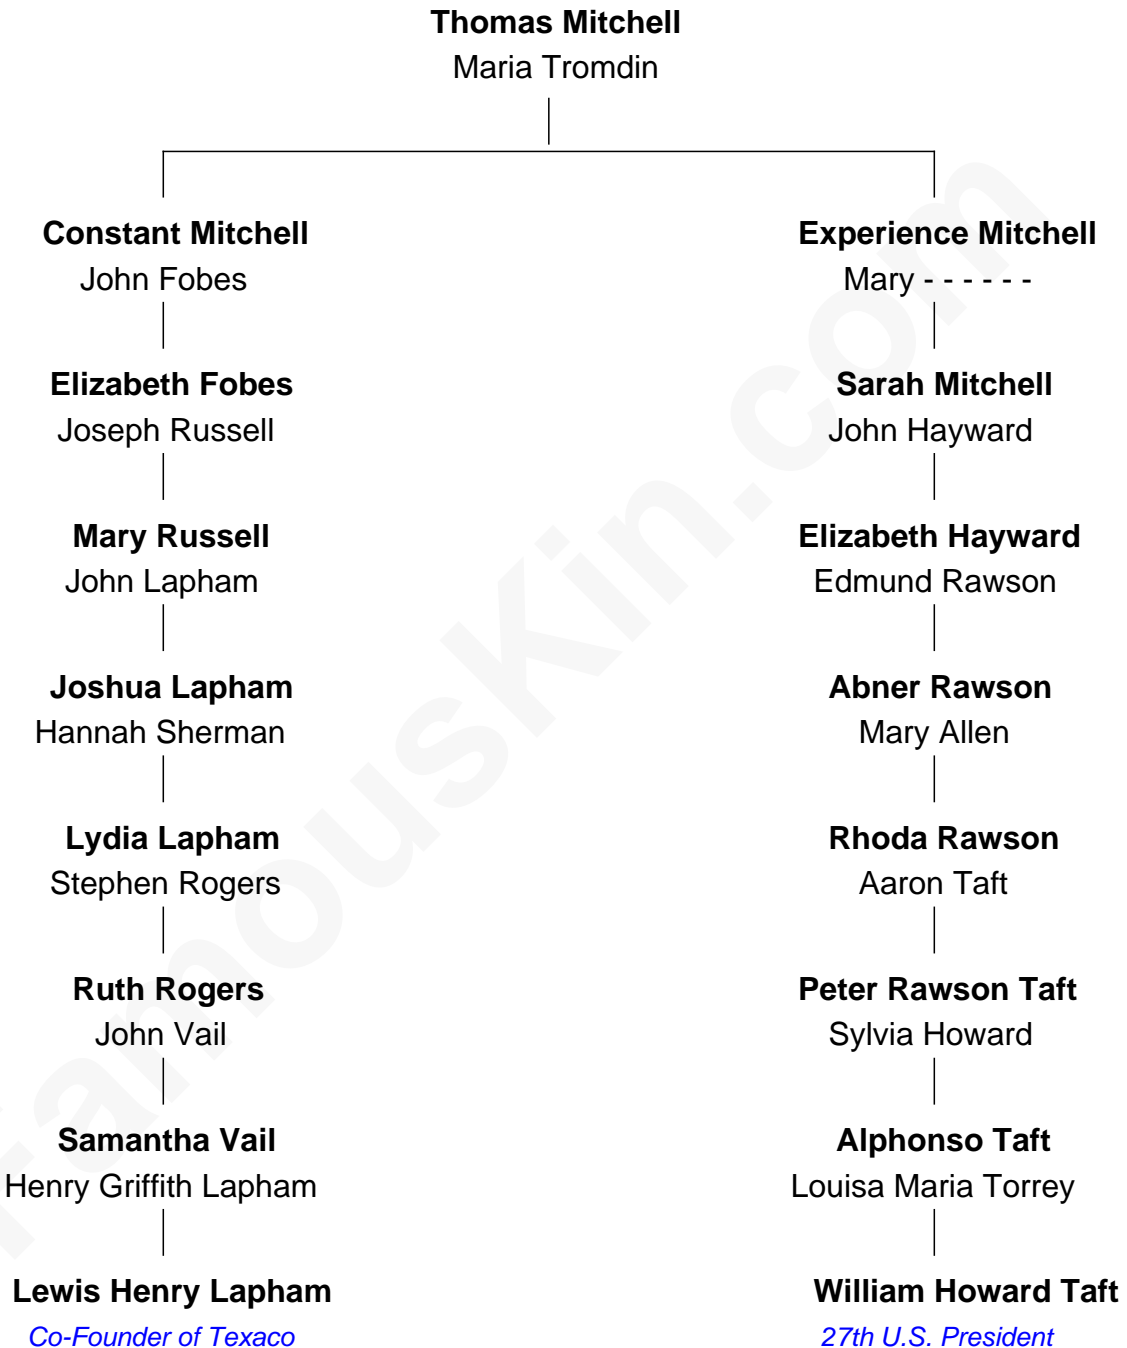 Thomas Mitchell
Maria Tromdin
Constant Mitchell
John Fobes
Experience Mitchell
Mary - - - - - -
Elizabeth Fobes
Joseph Russell
Sarah Mitchell
John Hayward
Mary Russell
John Lapham
Elizabeth Hayward
Edmund Rawson
Joshua Lapham
Hannah Sherman
Abner Rawson
Mary Allen
Lydia Lapham
Stephen Rogers
Rhoda Rawson
Aaron Taft
Ruth Rogers
John Vail
Peter Rawson Taft
Sylvia Howard
Samantha Vail
Henry Griffith Lapham
Alphonso Taft
Louisa Maria Torrey
Lewis Henry Lapham
Co-Founder of Texaco
William Howard Taft
27th U.S. President
FamousKin.com